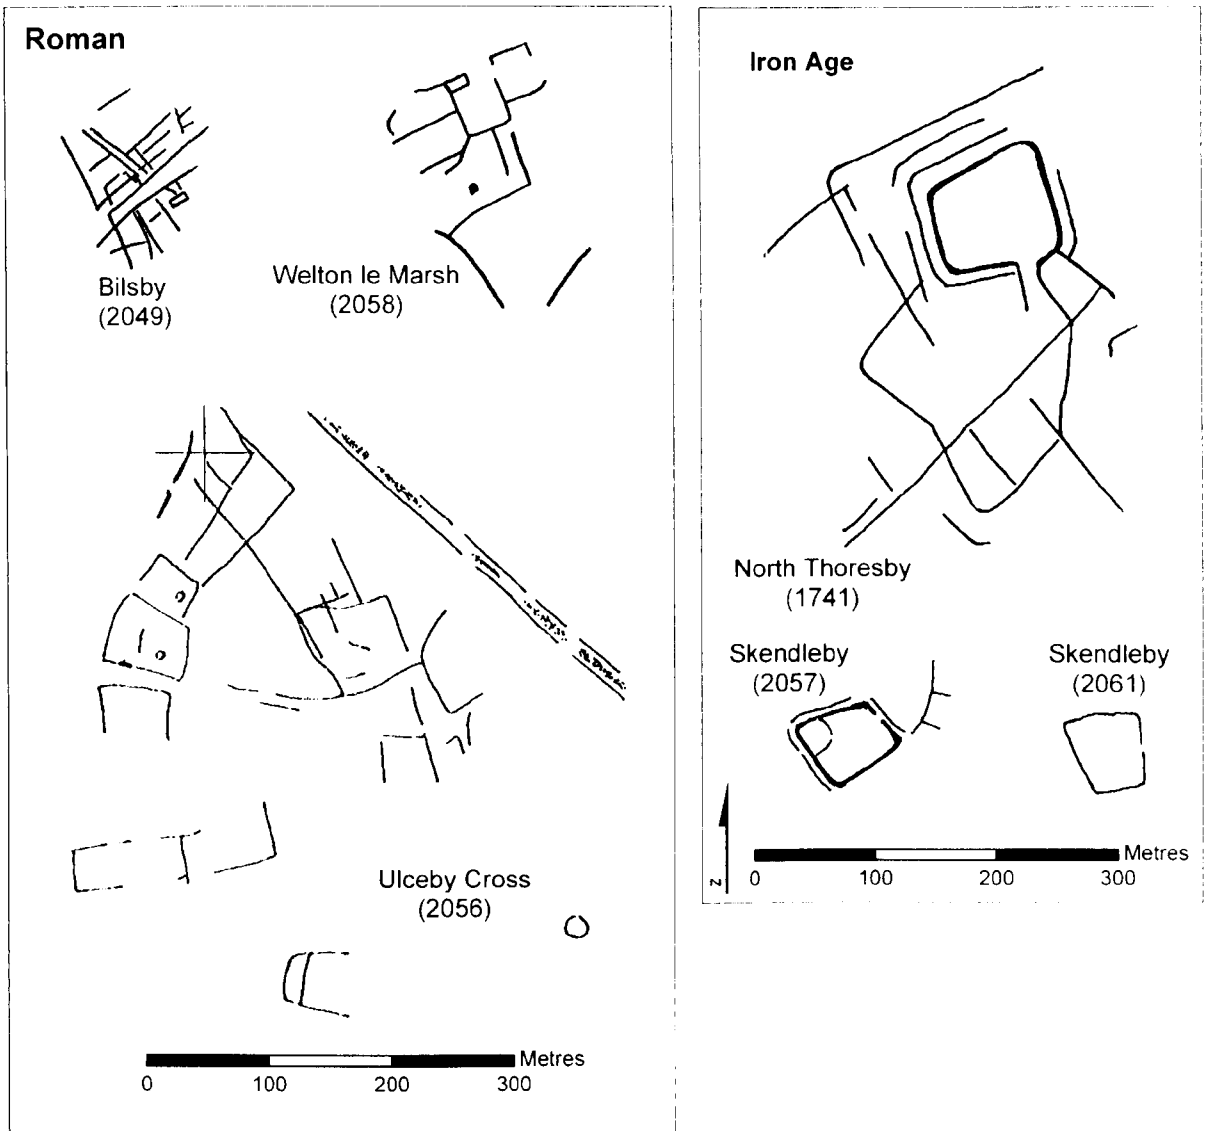 Roman
Bilsby
(2049)
Welton le Marsh
(2058)
Ulceby Cross
(2056)
Metres
0 100 200 300
Iron Age
North Thoresby
(1741)
Skendleby
(2057)
Skendleby
(2061)
N
Metres
0 100 200 300